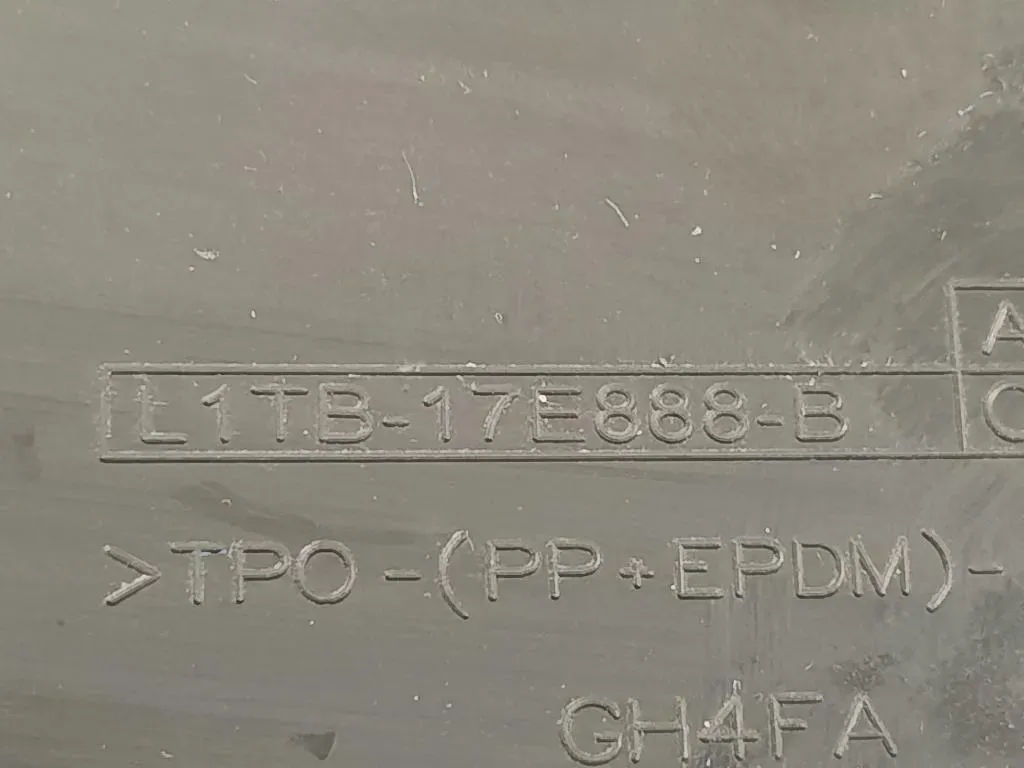 A
L1TB-17E888-B C
>TPO-(PP+EPDM)-
GH4FA